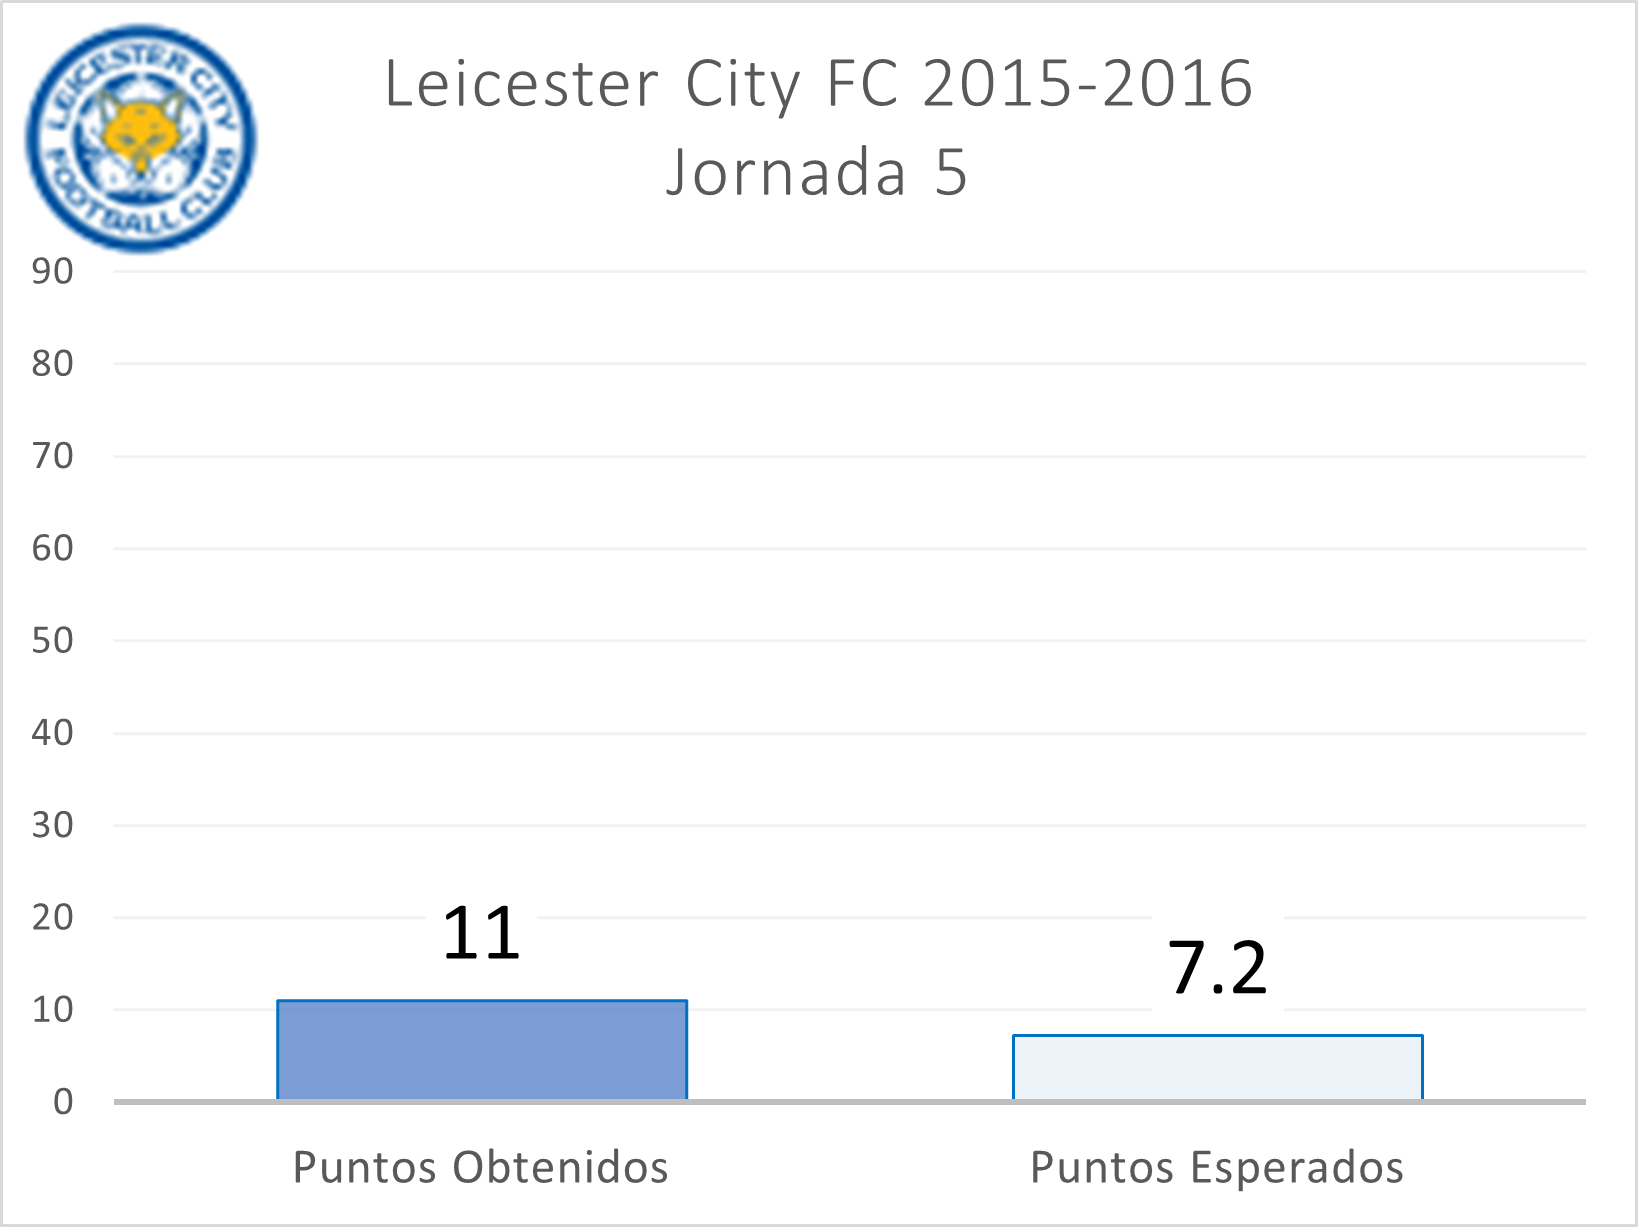 LEICESTER CITY
FOOTBALL CLUB
Leicester City FC 2015-2016
Jornada 5
90
80
70
60
50
40
30
20
10
0
11
7.2
Puntos Obtenidos
Puntos Esperados